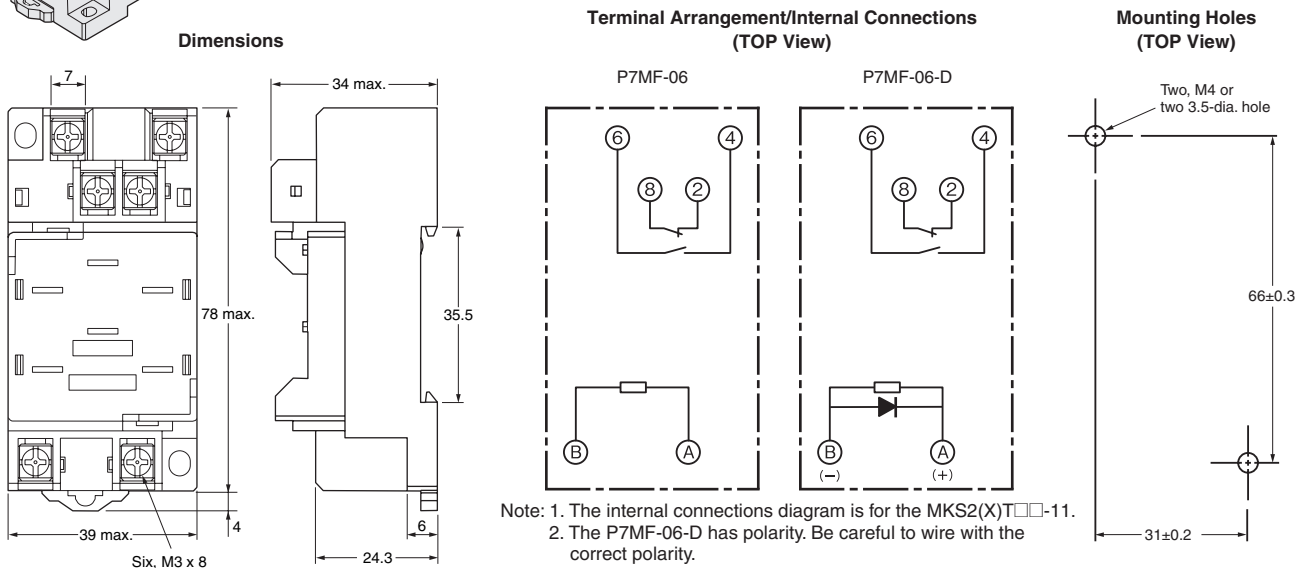 Dimensions
7
34 max.
78 max.
35.5
39 max.
4
6
24.3
Six, M3 x 8
Terminal Arrangement/Internal Connections
(TOP View)
P7MF-06
6
4
8
2
B
A
P7MF-06-D
6
4
8
2
B
A
(−)
(+)
Note: 1. The internal connections diagram is for the MKS2(X)T□□-11.
2. The P7MF-06-D has polarity. Be careful to wire with the
correct polarity.
Mounting Holes
(TOP View)
Two, M4 or
two 3.5-dia. hole
66±0.3
31±0.2